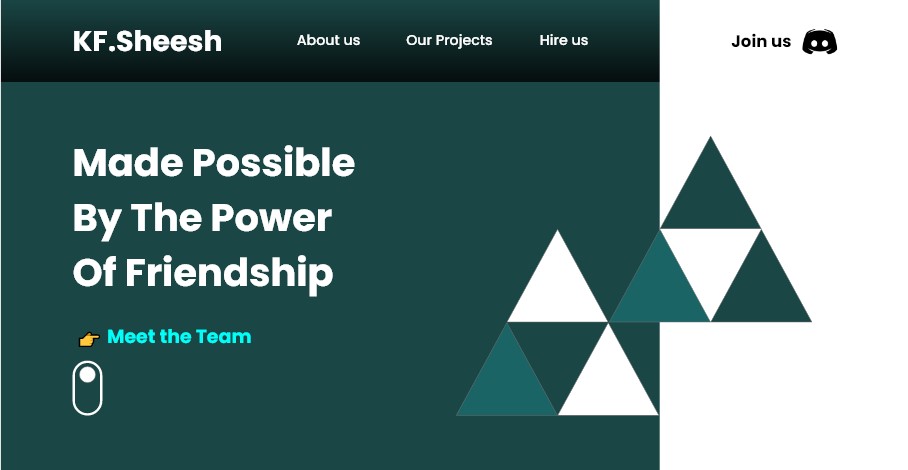 KF.Sheesh
About us
Our Projects
Hire us
Join us
Made Possible
By The Power
Of Friendship
👉 Meet the Team